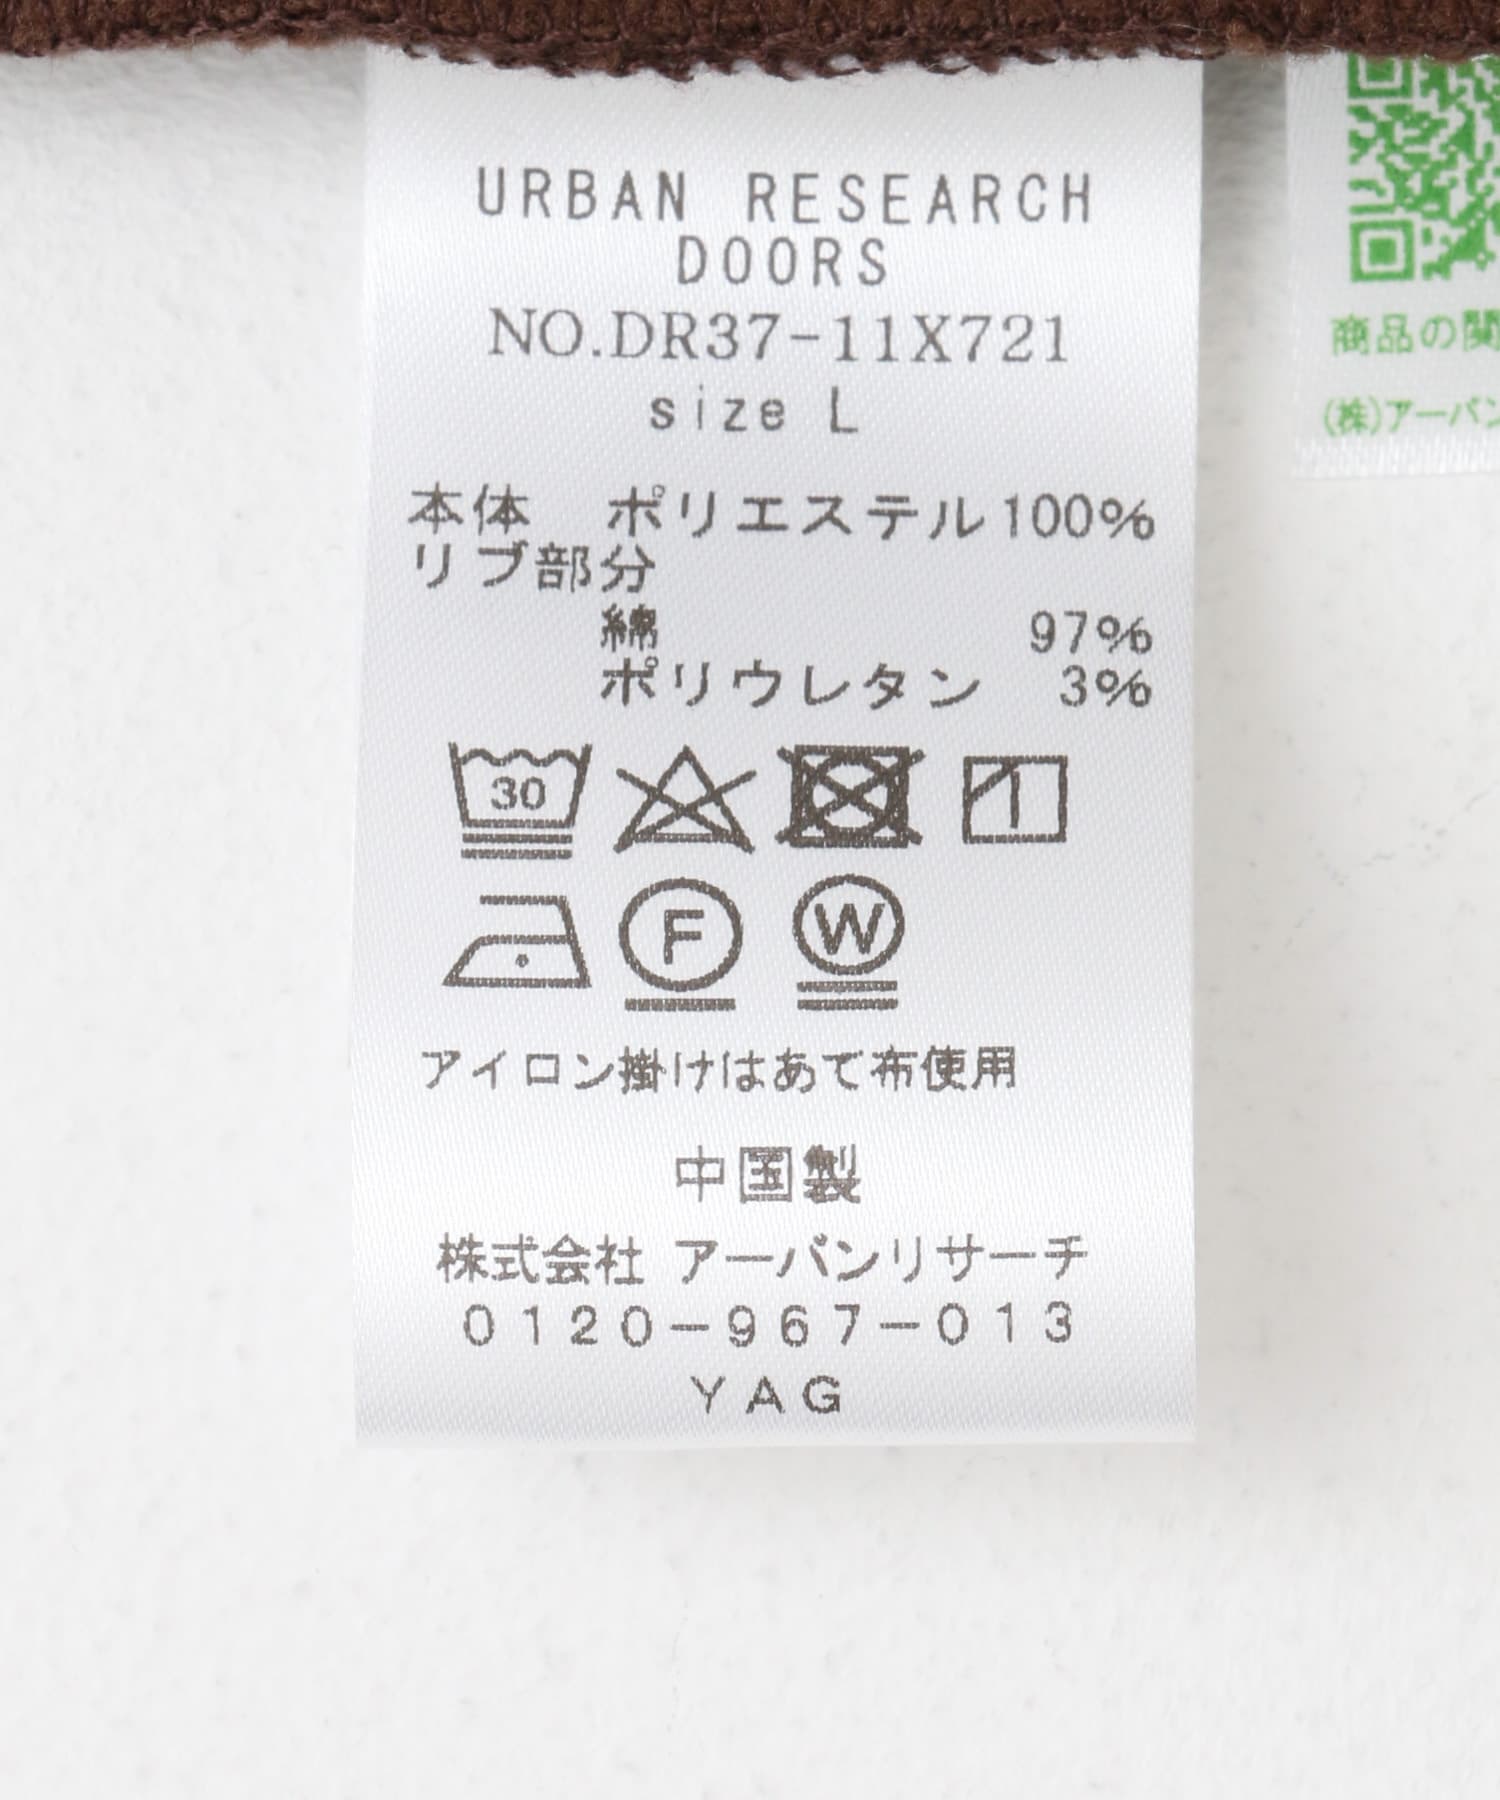 URBAN RESEARCH
DOORS
NO.DR37-11X721
size L
本体 ポリエステル100%
リブ部分
綿 97%
ポリウレタン 3%
30
F
W
アイロン掛けはあて布使用
中国製
株式会社 アーバンリサーチ
0120-967-013
YAG
商品の関
(株)アーバン